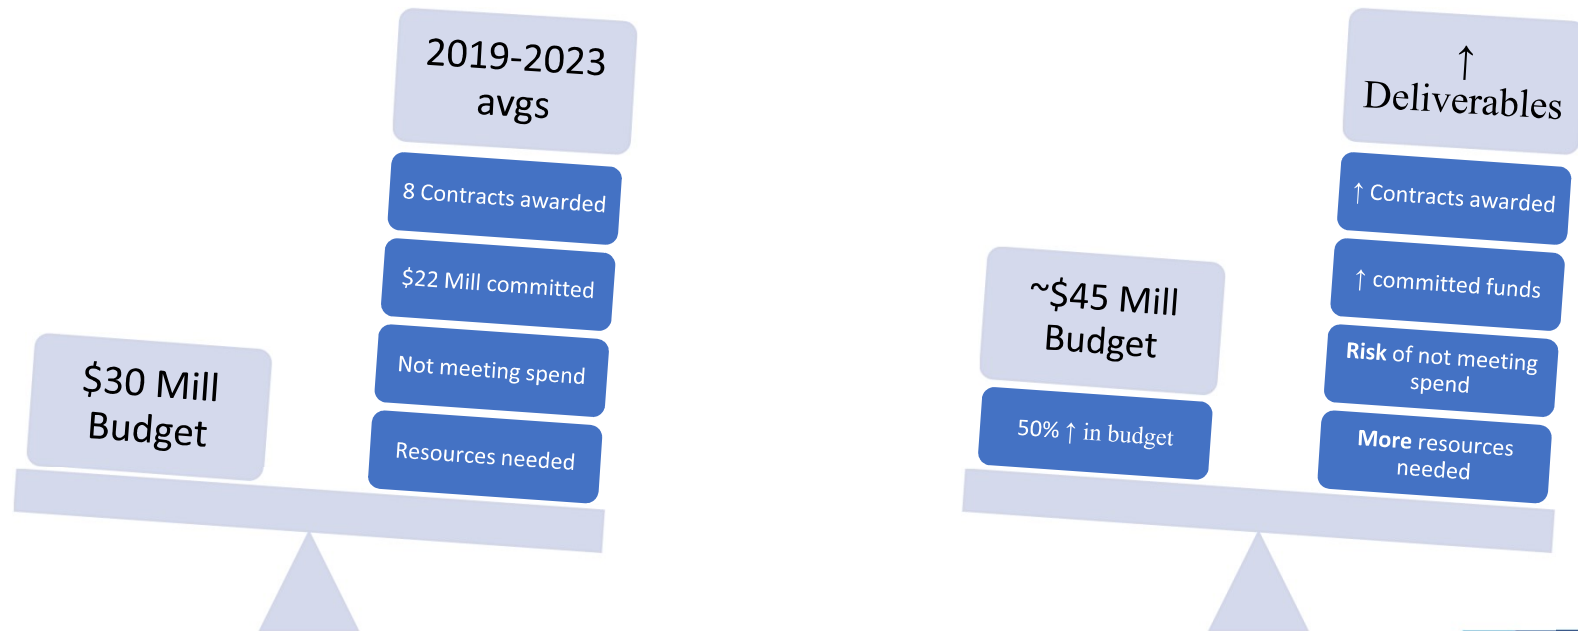 2019-2023
avgs
8 Contracts awarded
$22 Mill committed
Not meeting spend
Resources needed
$30 Mill
Budget
↑
Deliverables
↑ Contracts awarded
↑ committed funds
Risk of not meeting
spend
More resources
needed
~$45 Mill
Budget
50% ↑ in budget